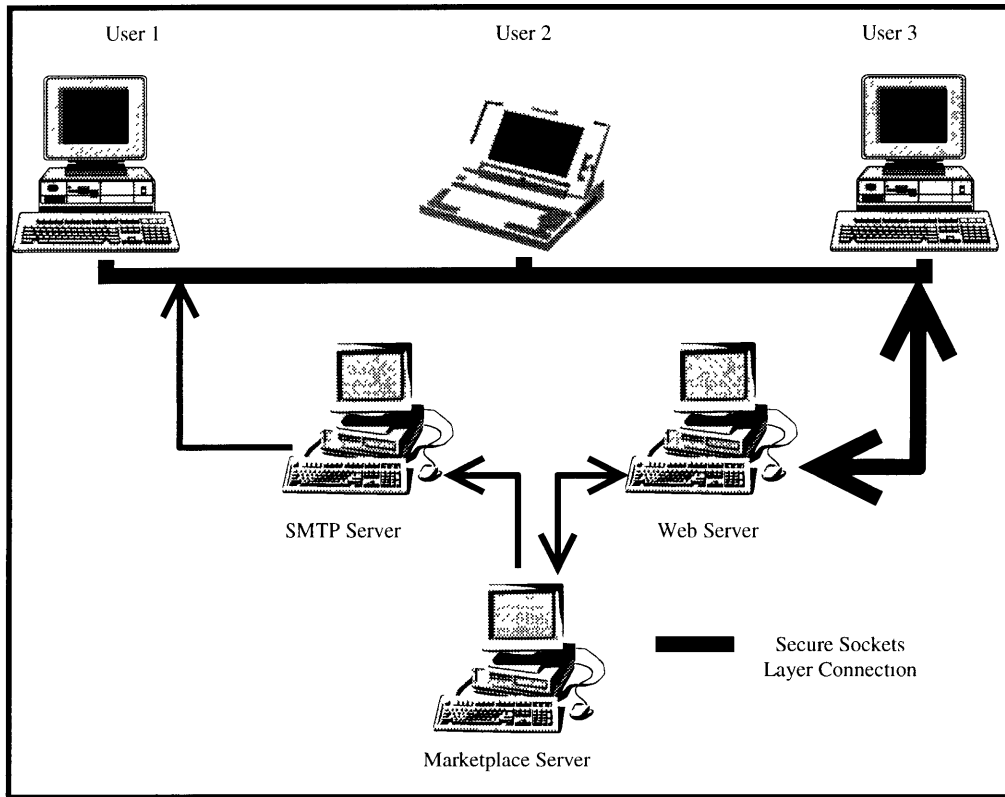 User 1
User 2
User 3
SMTP Server
Web Server
Secure Sockets
Layer Connection
Marketplace Server